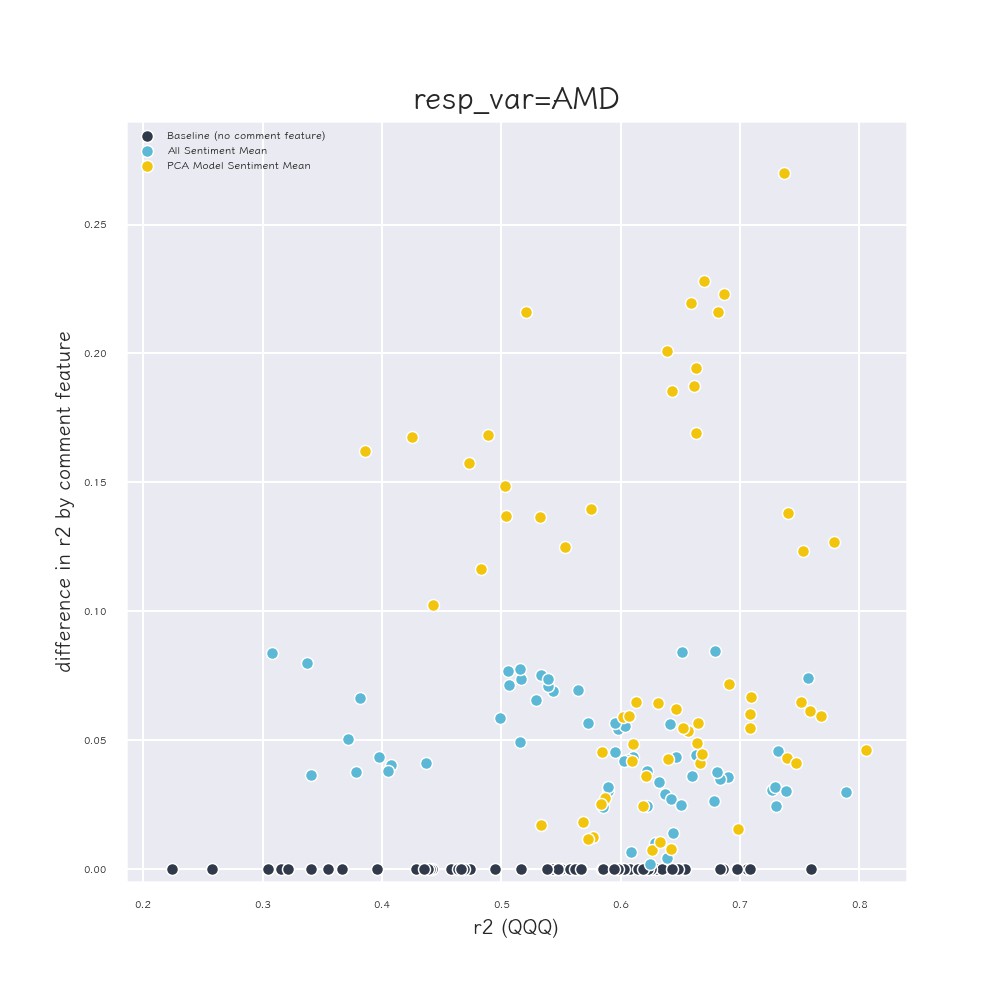 resp_var=AMD
Baseline (no comment feature)
All Sentiment Mean
PCA Model Sentiment Mean
difference in r2 by comment feature
0.25
0.20
0.15
0.10
0.05
0.00
0.2
0.3
0.4
0.5
0.6
0.7
0.8
r2 (QQQ)